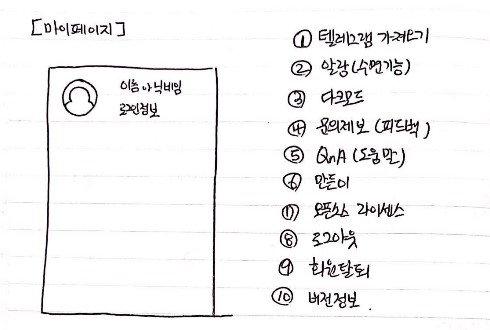 [마이페이지]
이름 or 닉네임
로그인정보
① 텔레그램 가져오기
② 알람(수면기능)
③ 다크모드
④ 문의제보(피드백)
⑤ QnA(도움말)
⑥ 만든이
⑦ 오픈소스 라이센스
⑧ 로그아웃
⑨ 회원탈퇴
⑩ 버전정보